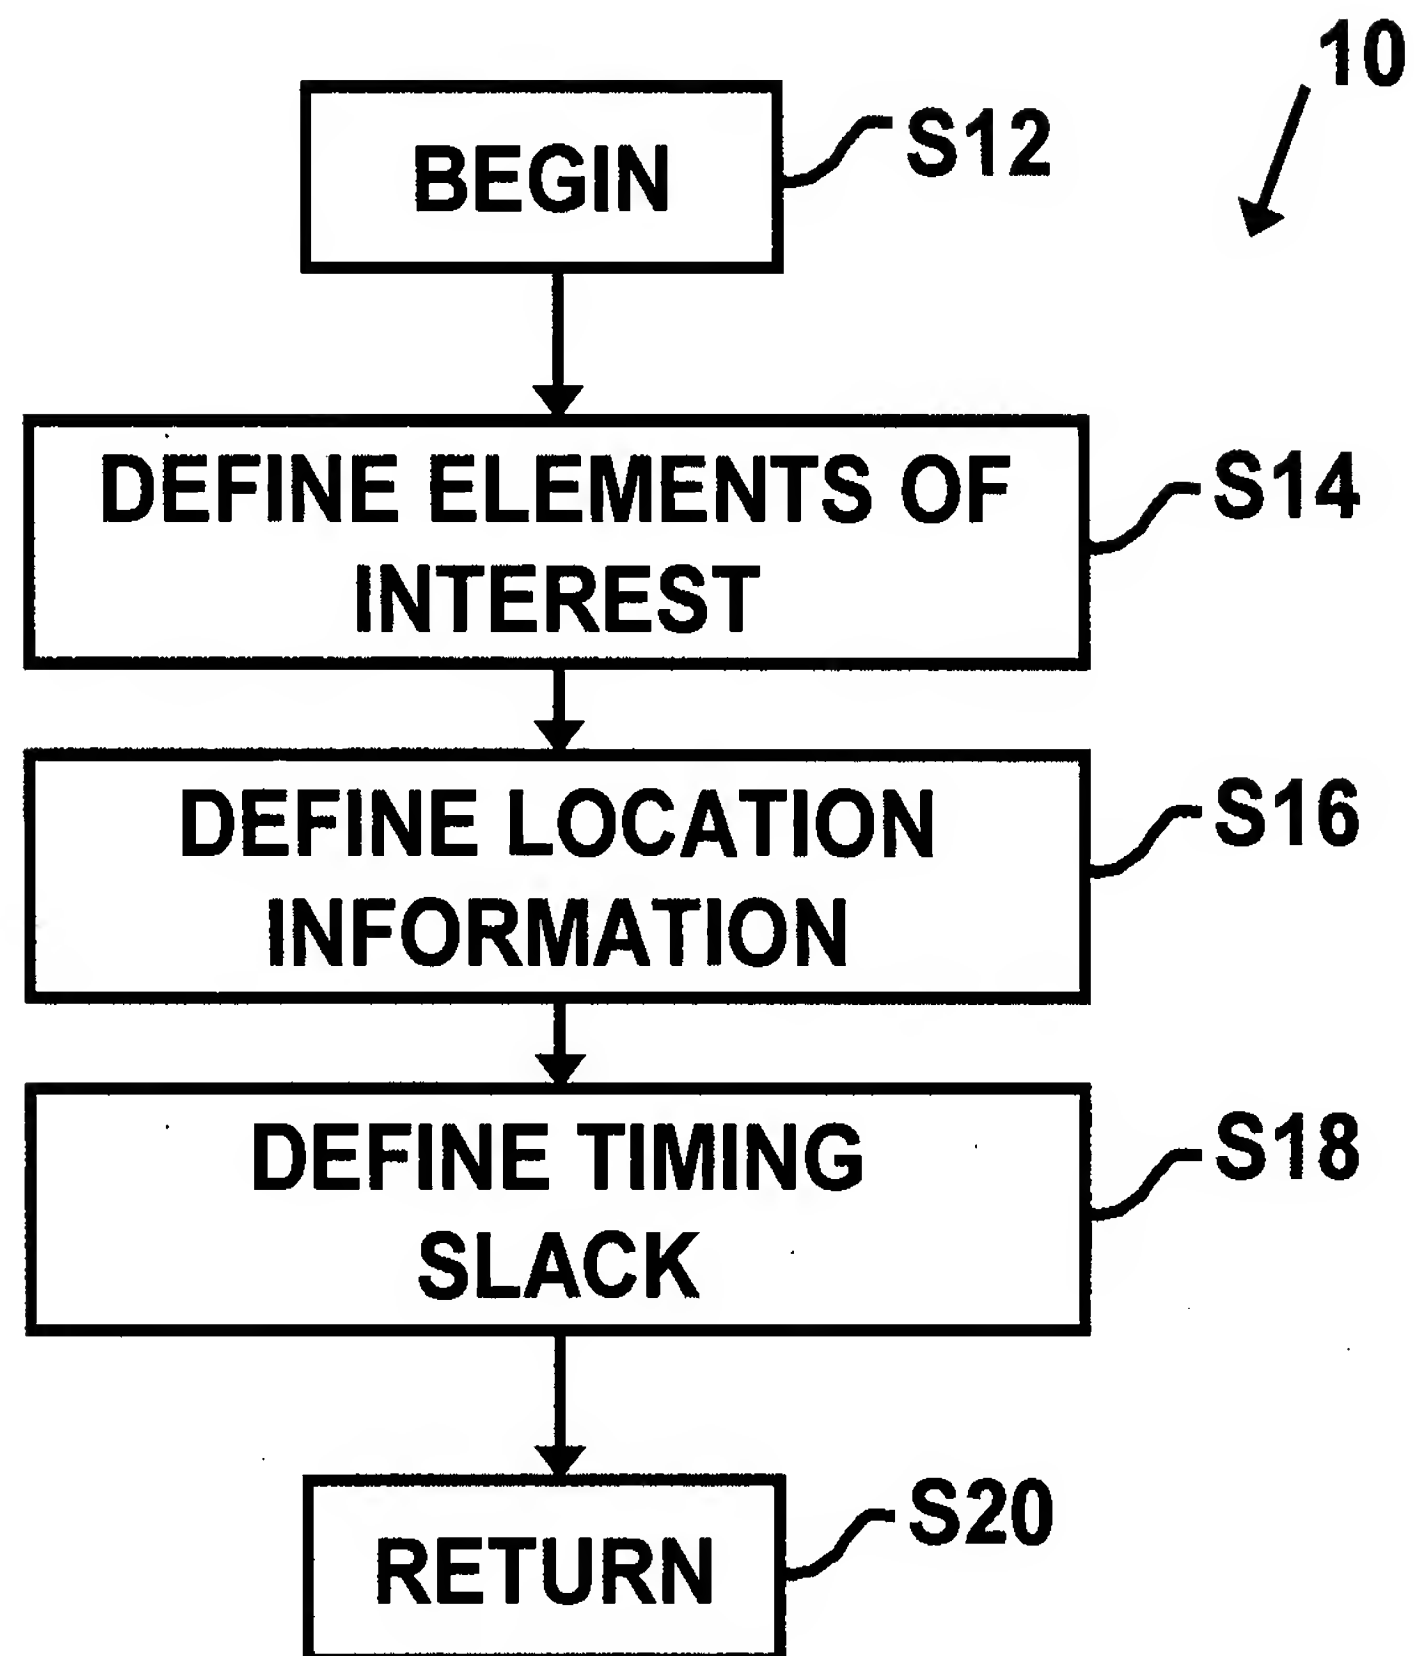 10
BEGIN
S12
DEFINE ELEMENTS OF
INTEREST
S14
DEFINE LOCATION
INFORMATION
S16
DEFINE TIMING
SLACK
S18
RETURN
S20